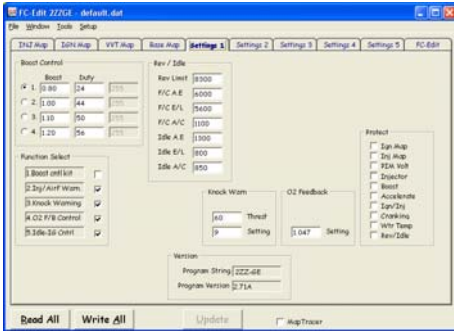 FC-Edit 2ZZGE - default.dat
File Window Tools Setup
INJ Map IGN Map VVT Map Base Map Settings 1 Settings 2 Settings 3 Settings 4 Settings 5 FC-Edit
Boost Control
Boost Duty
1. 0.80 24 255
2. 1.00 44 255
3. 1.10 50 255
4. 1.20 56 255
Function Select
1.Boost cntl kit
2.Inj/AirF Warn.
3.Knock Warning
4.O2 F/B Control
5.Idle-IG Cntrl
Rev / Idle
Rev Limit 8300
F/C A.E 6000
F/C E/L 5600
F/C A/C 1100
Idle A.E 1300
Idle E/L 800
Idle A/C 850
Knock Warn
60 Thresh
9 Setting
O2 Feedback
1.047 Setting
Protect
Ign Map
Inj Map
PIM Volt
Injector
Boost
Accelerate
Ign/Inj
Cranking
Wtr Temp
Rev/Idle
Version
Program String 2ZZ-GE
Program Version 2.71A
Read All Write All Update MapTracer